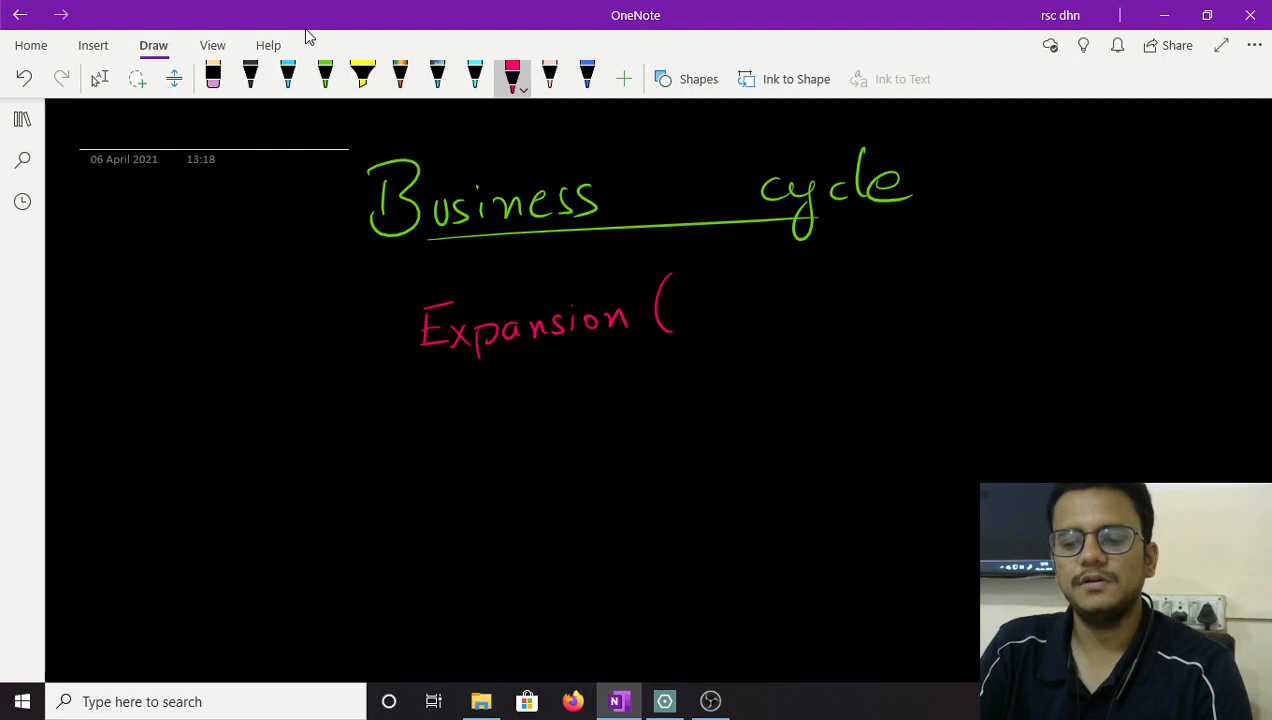 OneNote
rsc dhn
Home
Insert
Draw
View
Help
Share
Shapes
Ink to Shape
Ink to Text
06 April 2021 13:18
Business cycle
Expansion (
Type here to search